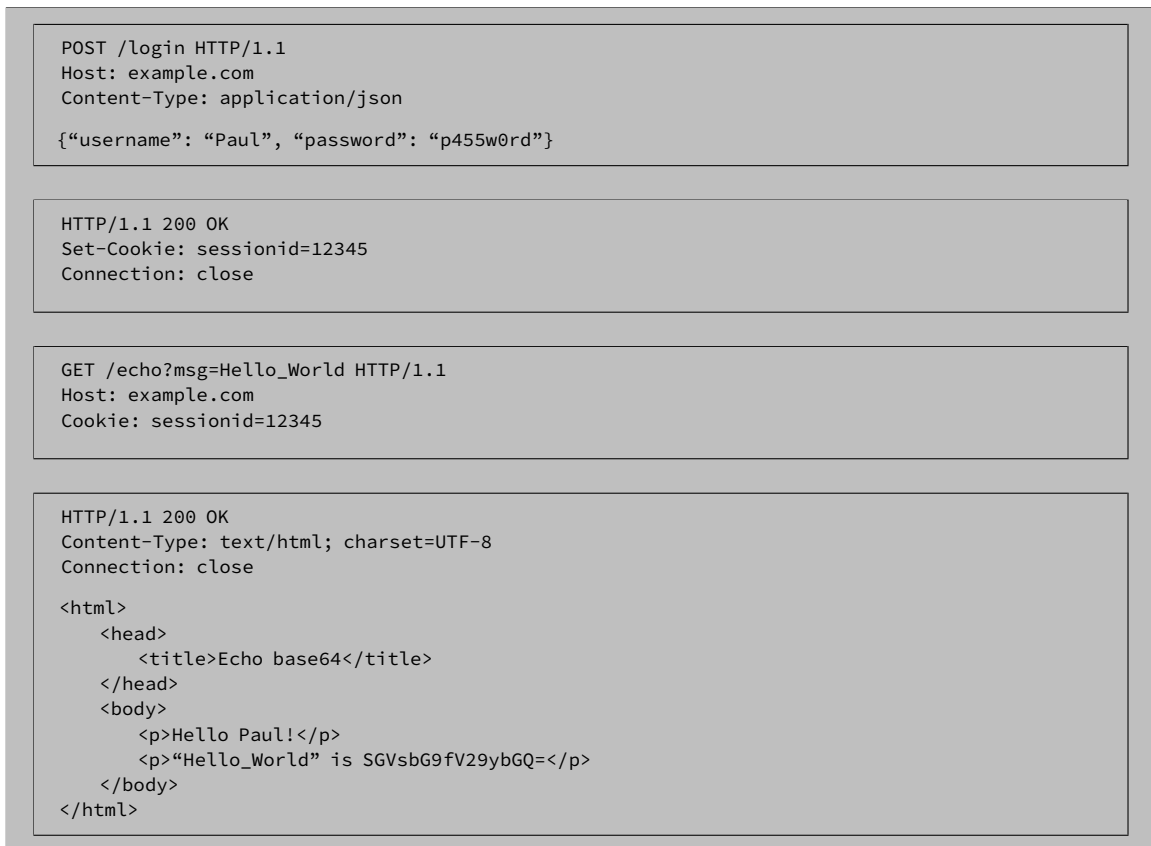 POST /login HTTP/1.1
Host: example.com
Content-Type: application/json
{“username”: “Paul”, “password”: “p455w0rd”}
HTTP/1.1 200 OK
Set-Cookie: sessionid=12345
Connection: close
GET /echo?msg=Hello_World HTTP/1.1
Host: example.com
Cookie: sessionid=12345
HTTP/1.1 200 OK
Content-Type: text/html; charset=UTF-8
Connection: close
<html>
<head>
<title>Echo base64</title>
</head>
<body>
<p>Hello Paul!</p>
<p>“Hello_World” is SGVsbG9fV29ybGQ=</p>
</body>
</html>